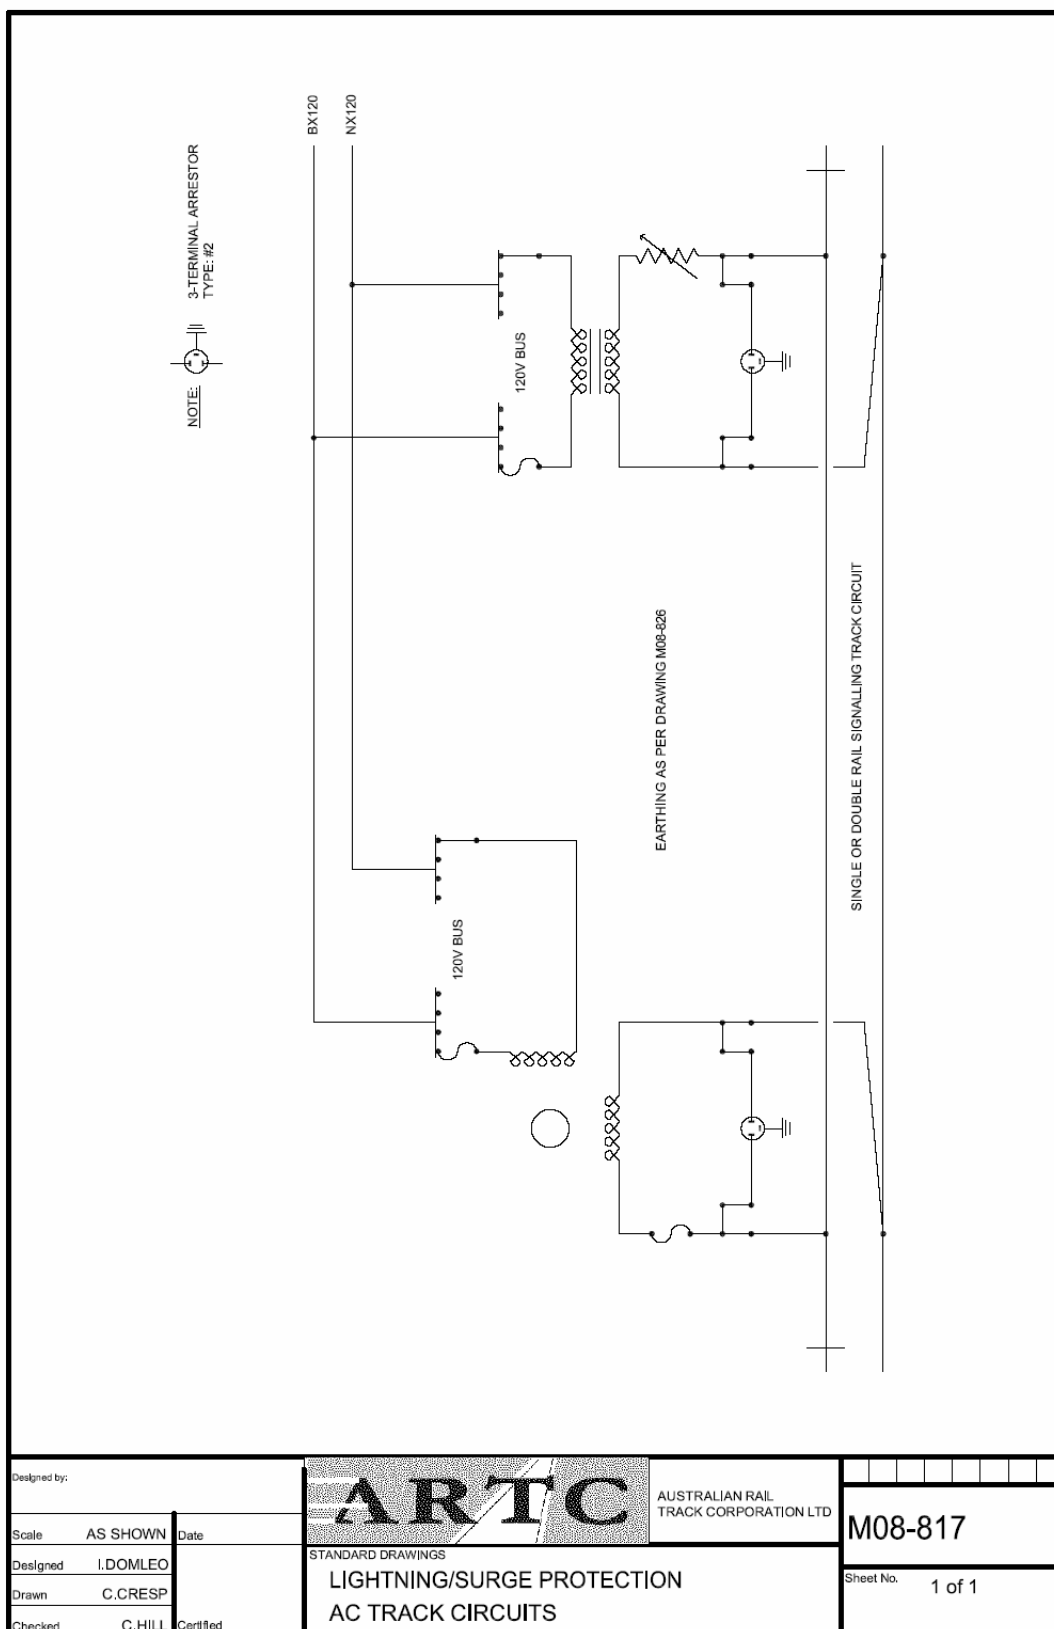 BX120
NX120
NOTE:
3-TERMINAL ARRESTOR
TYPE: #2
120V BUS
EARTHING AS PER DRAWING M08-826
SINGLE OR DOUBLE RAIL SIGNALLING TRACK CIRCUIT
120V BUS
Designed by:
Scale AS SHOWN Date
Designed I.DOMLEO
Drawn C.CRESP
Checked C.HILL Certified
ARTC
AUSTRALIAN RAIL
TRACK CORPORATION LTD
STANDARD DRAWINGS
LIGHTNING/SURGE PROTECTION
AC TRACK CIRCUITS
M08-817
Sheet No. 1 of 1